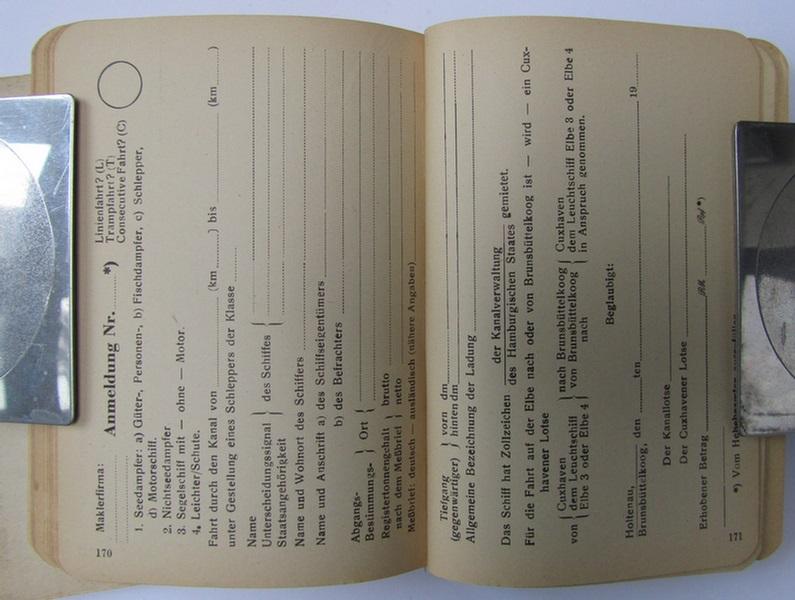 Maklerfirma:
Linienfahrt? (L)
Trampfahrt? (T)
Consecutive Fahrt? (C)
Anmeldung Nr. *)
1. Seedampfer: a) Güter-, Personen-, b) Fischdampfer, c) Schlepper,
d) Motorschiff.
2. Nichtseedampfer
3. Segelschiff mit — ohne — Motor.
4. Leichter/Schute.
Fahrt durch den Kanal von (km ) bis (km )
unter Gestellung eines Schleppers der Klasse
Name
Unterscheidungssignal } des Schiffes {
Staatsangehörigkeit
Name und Wohnort des Schiffers
Name und Anschrift a) des Schiffseigentümers
b) des Befrachters
Abgangs-
Bestimmungs- } Ort {
Registertonnengehalt } brutto
nach dem Meßbrief } netto
Meßbrief: deutsch — ausländisch (nähere Angaben)
170
Tiefgang } vorn dm
(gegenwärtiger) } hinten dm
Allgemeine Bezeichnung der Ladung
Das Schiff hat Zollzeichen der Kanalverwaltung
des Hamburgischen Staates gemietet.
Für die Fahrt auf der Elbe nach oder von Brunsbüttelkoog ist — wird — ein Cux-
havener Lotse
von { Cuxhaven
dem Leuchtschiff
Elbe 3 oder Elbe 4 } nach Brunsbüttelkoog
von Brunsbüttelkoog
nach { Cuxhaven
dem Leuchtschiff Elbe 3 oder Elbe 4
in Anspruch genommen.
Beglaubigt:
Holtenau,
Brunsbüttelkoog, den ten 19
Der Kanallotse
Der Cuxhavener Lotse
Erhobener Betrag RM. Rpf *)
*) Vom
171